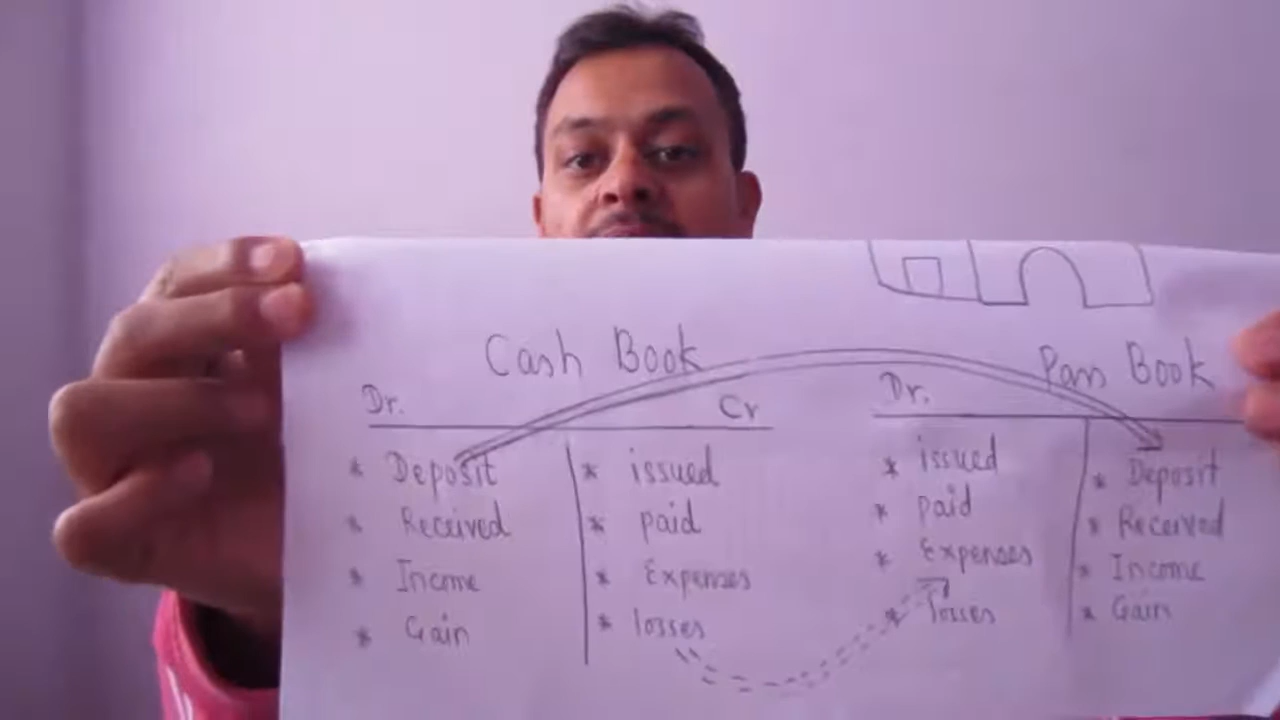 Cash Book
Pass Book
Dr.
Cr
Dr.
* Deposit
* Received
* Income
* Gain
* issued
* paid
* Expenses
* losses
* issued
* paid
* Expenses
* losses
* Deposit
* Received
* Income
* Gain